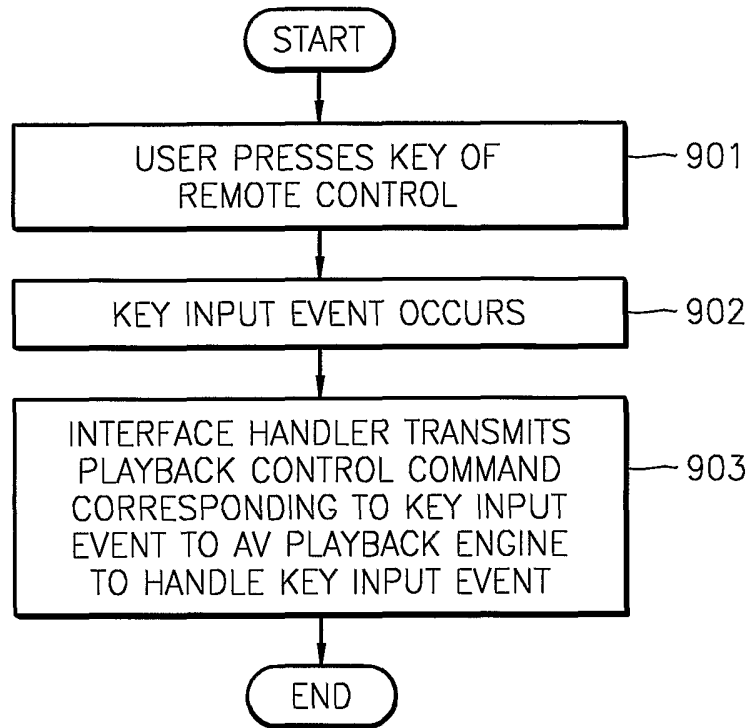 START
USER PRESSES KEY OF
REMOTE CONTROL
901
KEY INPUT EVENT OCCURS
902
INTERFACE HANDLER TRANSMITS
PLAYBACK CONTROL COMMAND
CORRESPONDING TO KEY INPUT
EVENT TO AV PLAYBACK ENGINE
TO HANDLE KEY INPUT EVENT
903
END